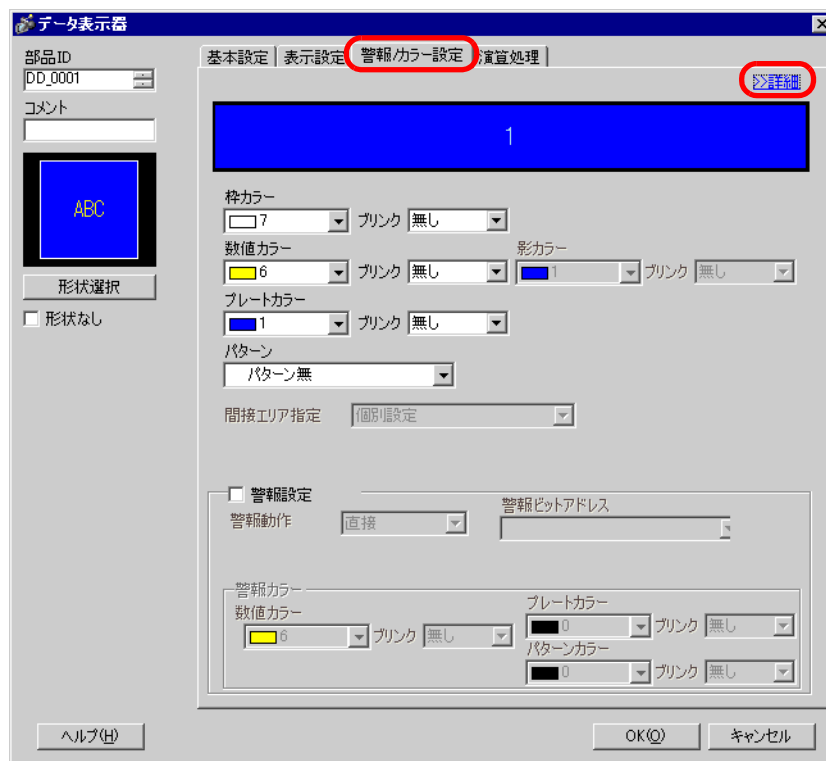 データ表示器
部品ID
DD_0001
コメント
ABC
形状選択
形状なし
基本設定 表示設定 警報/カラー設定 演算処理
>>詳細
1
枠カラー
7 ブリンク 無し
数値カラー 影カラー
6 ブリンク 無し 1 ブリンク 無し
プレートカラー
1 ブリンク 無し
パターン
パターン無
間接エリア指定 個別設定
警報設定
警報動作 直接 警報ビットアドレス
警報カラー
数値カラー プレートカラー
6 ブリンク 無し 0 ブリンク 無し
パターンカラー
0 ブリンク 無し
ヘルプ(H) OK(O) キャンセル